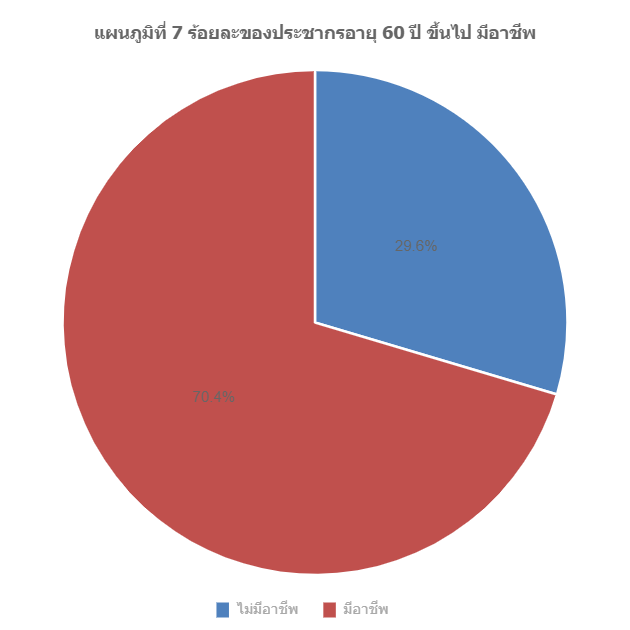 แผนภูมิที่ 7 ร้อยละของประชากรอายุ 60 ปี ขึ้นไป มีอาชีพ
29.6%
70.4%
ไม่มีอาชีพ มีอาชีพ